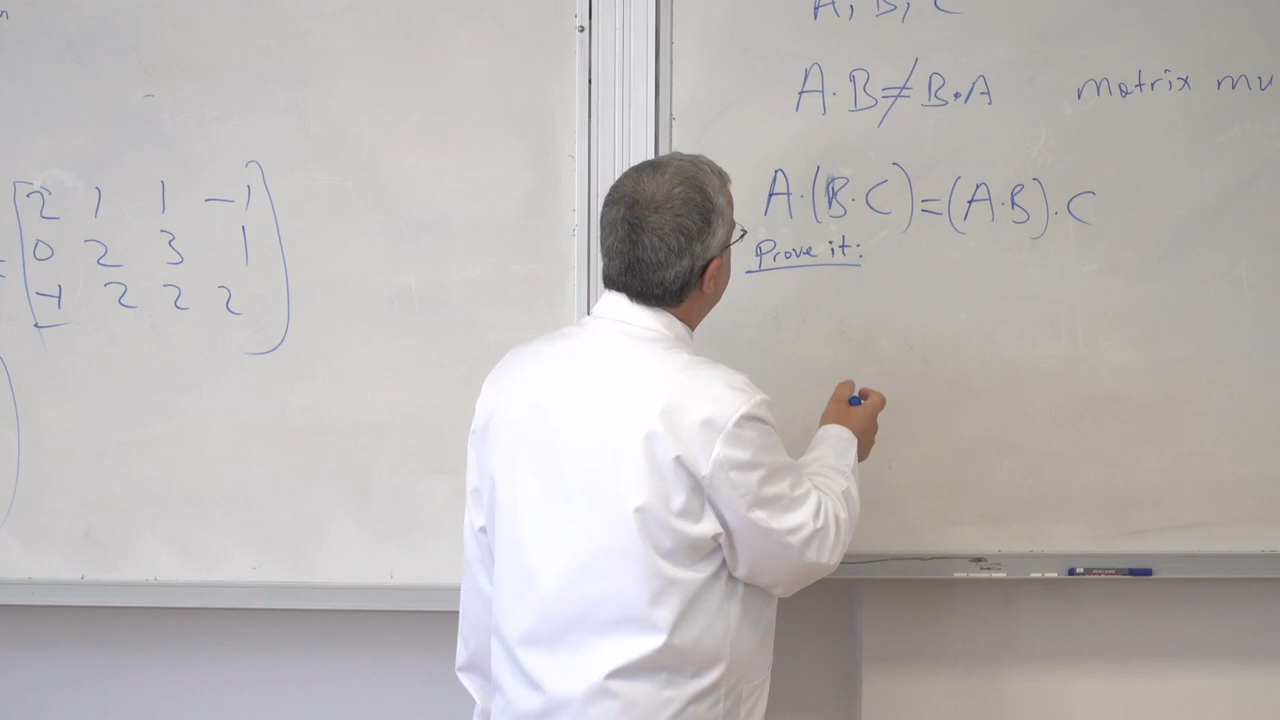 = [2 1 1 -1
0 2 3 1
-1 2 2 2]
A, B, C
A·B≠B·A matrix mu
A·(B·C)=(A·B)·C
Prove it: